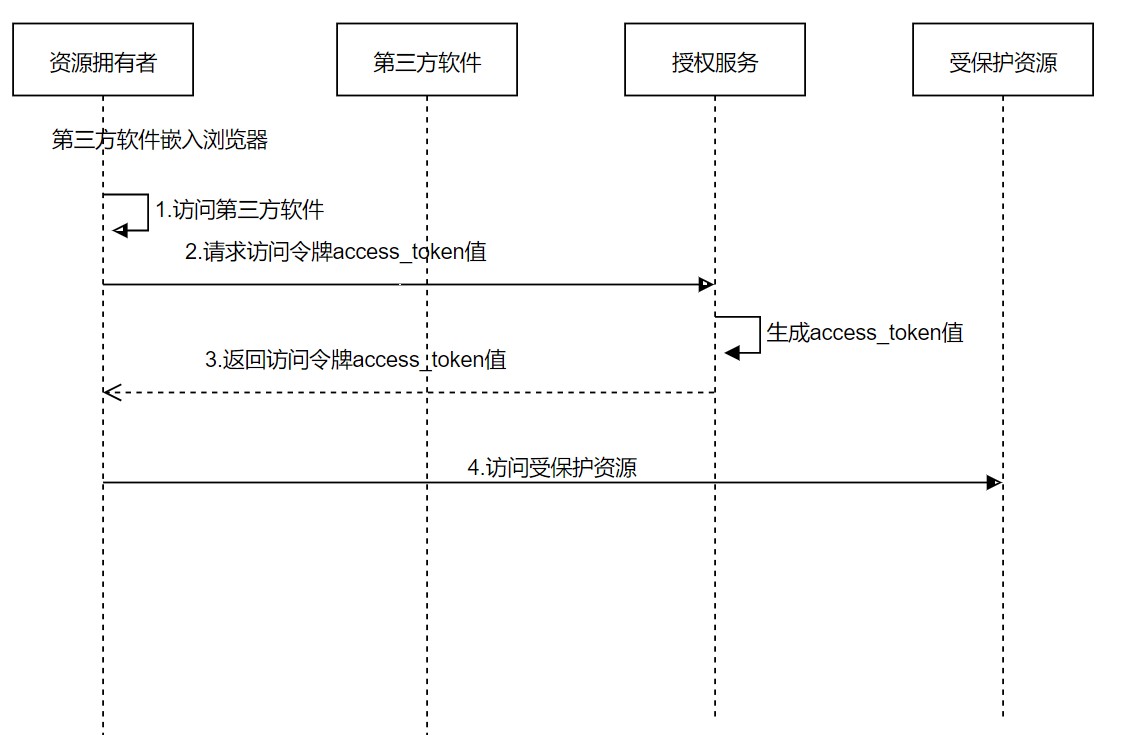 资源拥有者
第三方软件
授权服务
受保护资源
第三方软件嵌入浏览器
1.访问第三方软件
2.请求访问令牌access_token值
生成access_token值
3.返回访问令牌access_token值
4.访问受保护资源